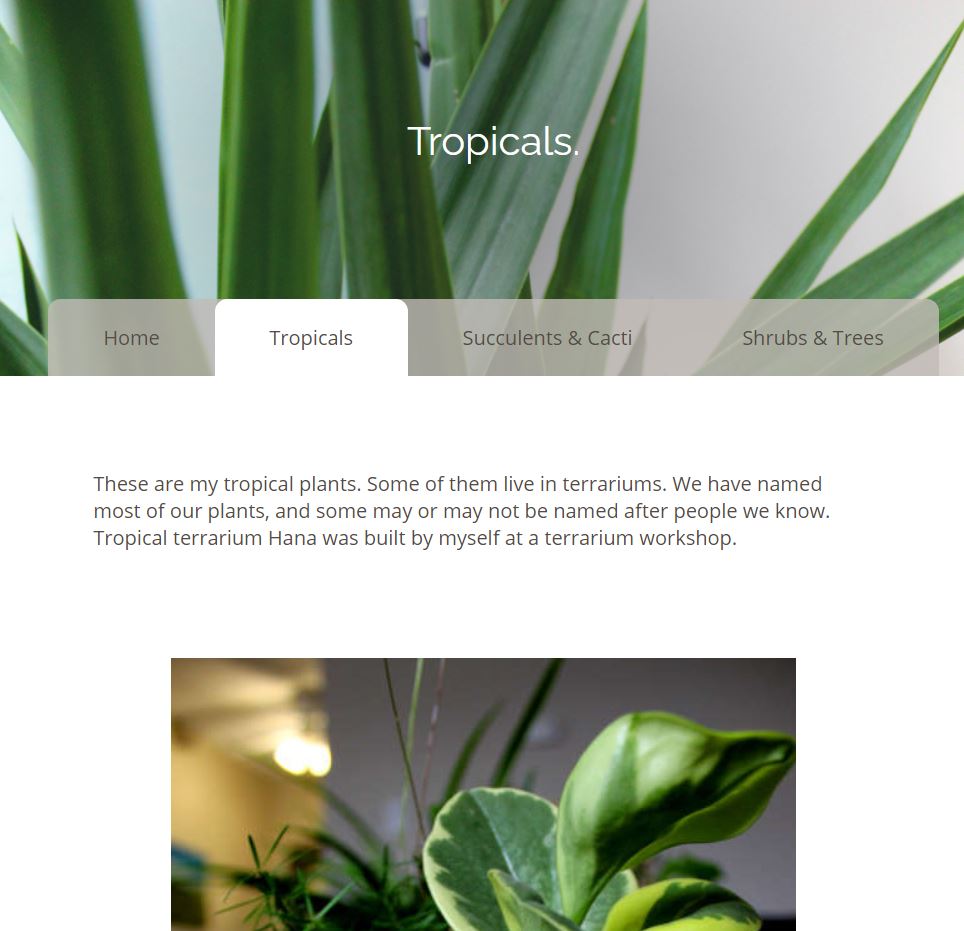 Tropicals.
Home
Tropicals
Succulents & Cacti
Shrubs & Trees
These are my tropical plants. Some of them live in terrariums. We have named
most of our plants, and some may or may not be named after people we know.
Tropical terrarium Hana was built by myself at a terrarium workshop.